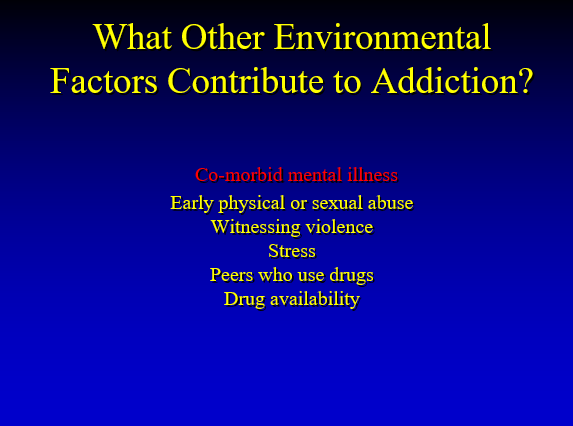 What Other Environmental
Factors Contribute to Addiction?
Co-morbid mental illness
Early physical or sexual abuse
Witnessing violence
Stress
Peers who use drugs
Drug availability